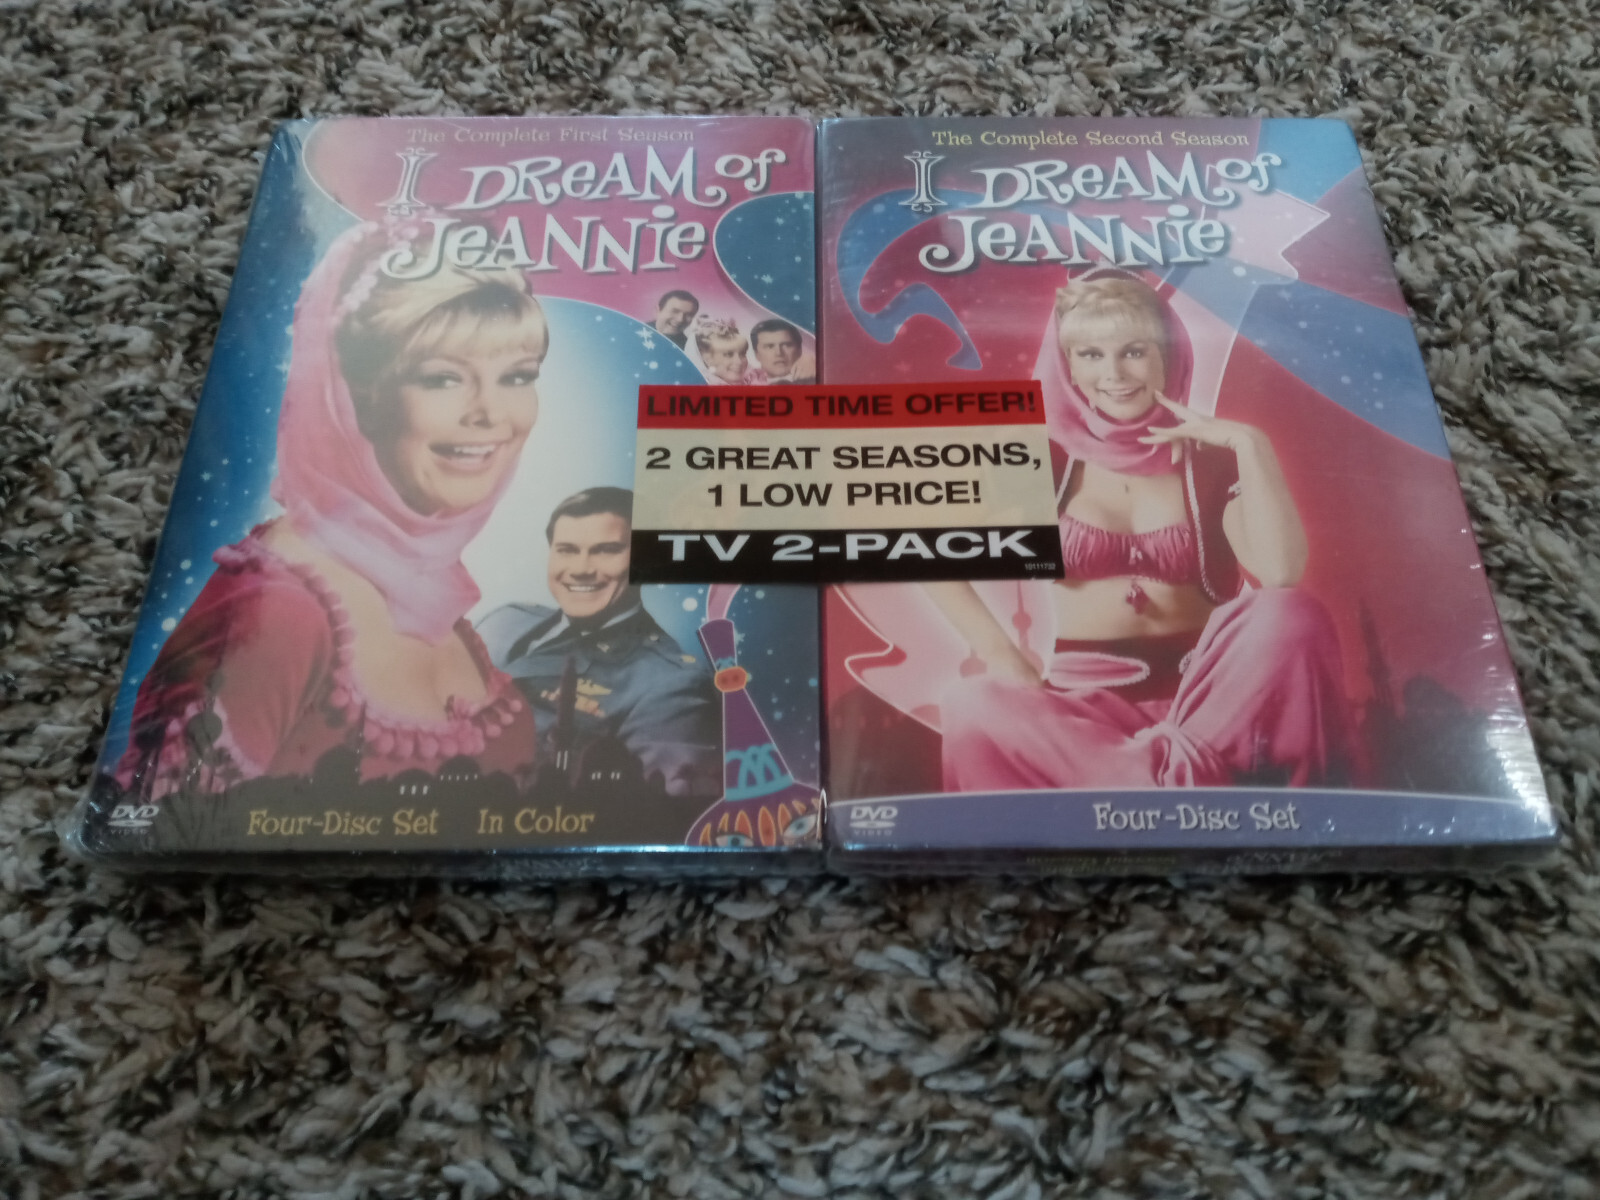 The Complete First Season
I DREAM of
JEANNIE
Four-Disc Set In Color
DVD
VIDEO
The Complete Second Season
I DREAM of
JEANNIE
Four-Disc Set
DVD
VIDEO
LIMITED TIME OFFER!
2 GREAT SEASONS,
1 LOW PRICE!
TV 2-PACK
10111732